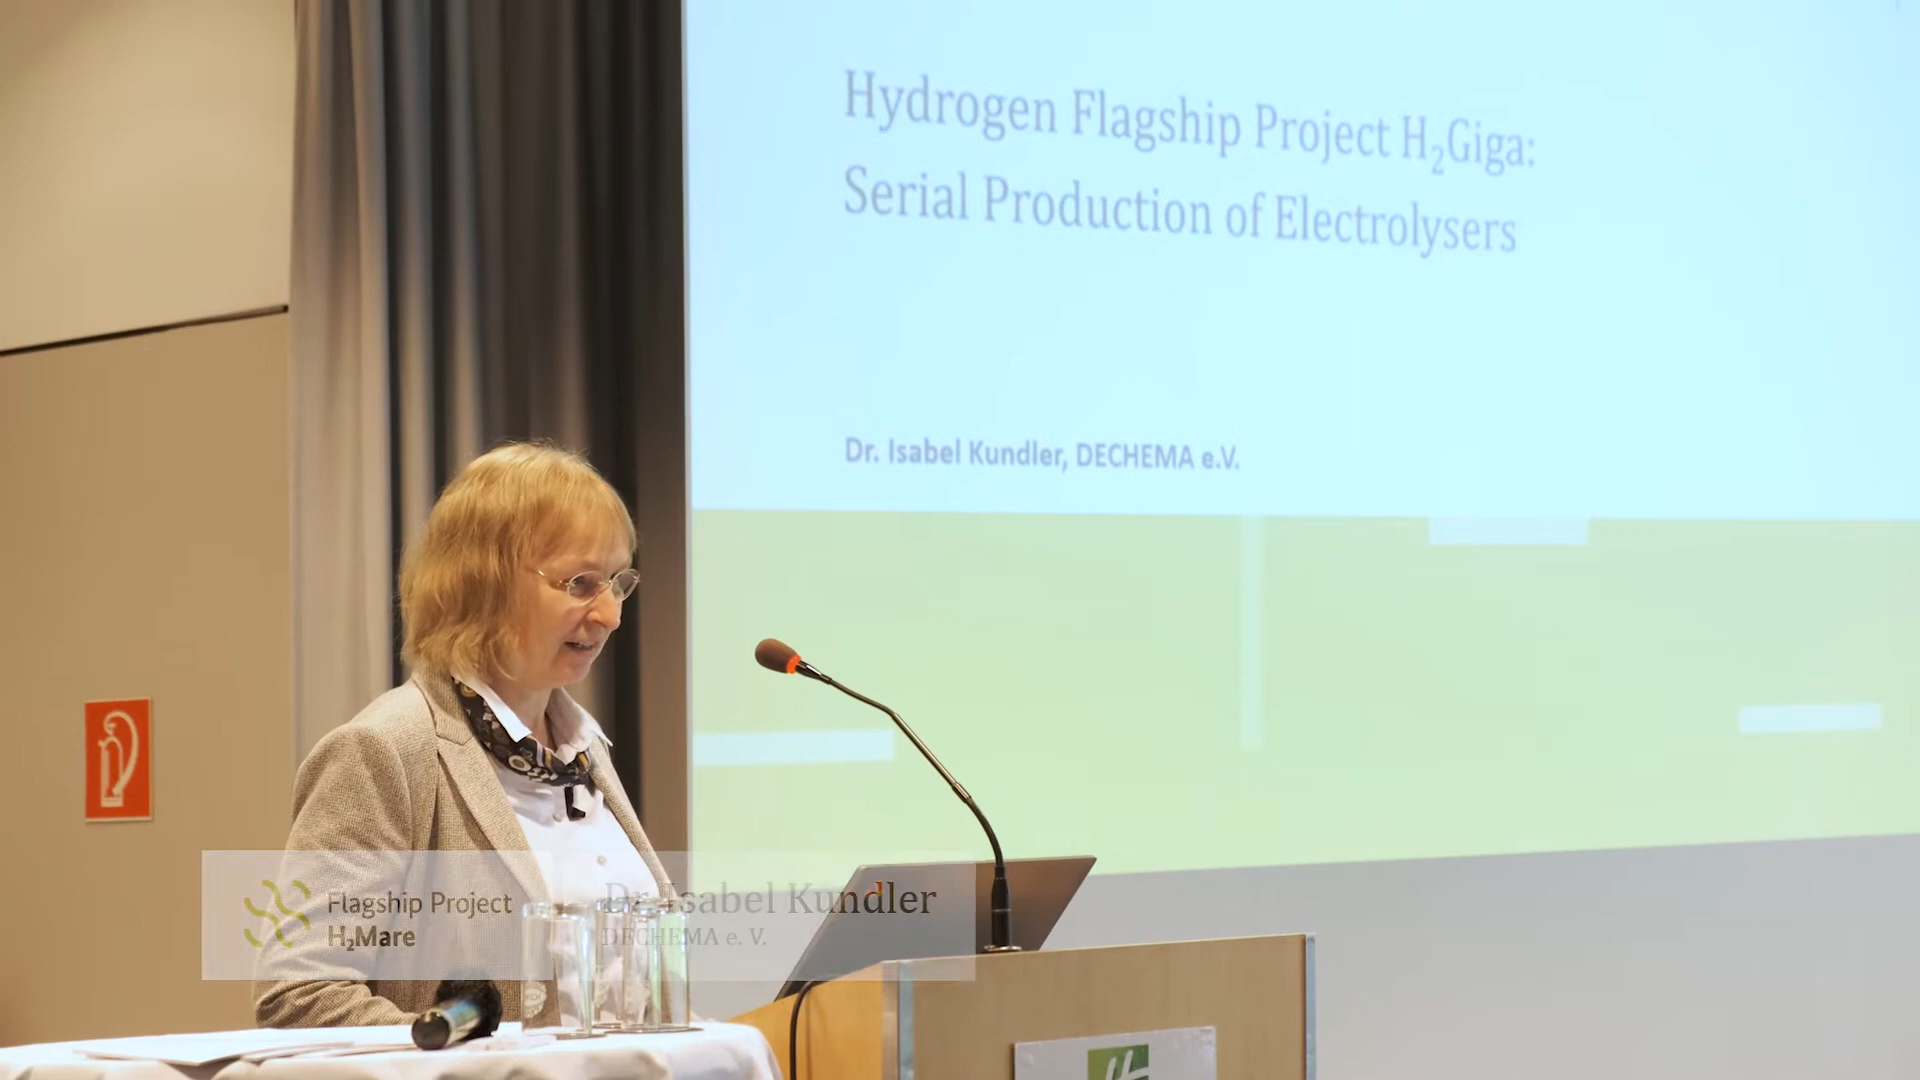 Hydrogen Flagship Project H₂Giga:
Serial Production of Electrolysers
Dr. Isabel Kundler, DECHEMA e.V.
Flagship Project
H₂Mare
Dr. Isabel Kundler
DECHEMA e. V.